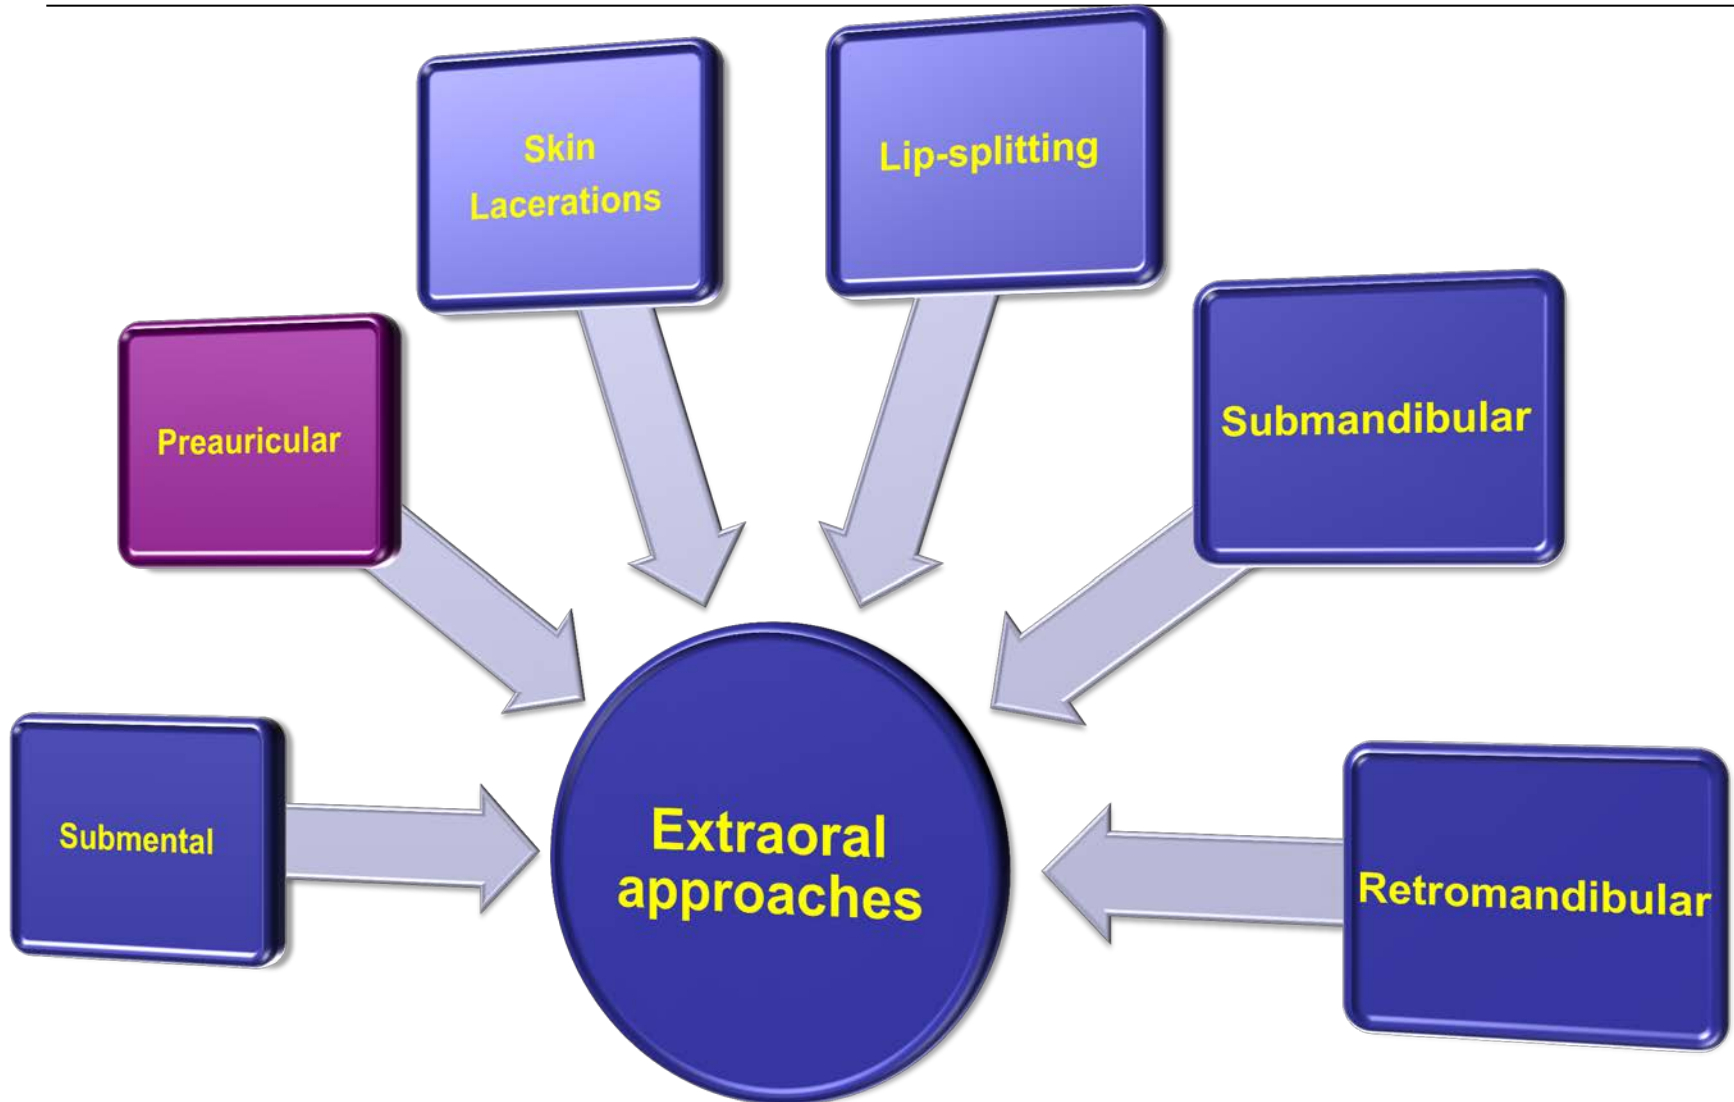 Skin
Lacerations
Lip-splitting
Preauricular
Submandibular
Submental
Extraoral
approaches
Retromandibular